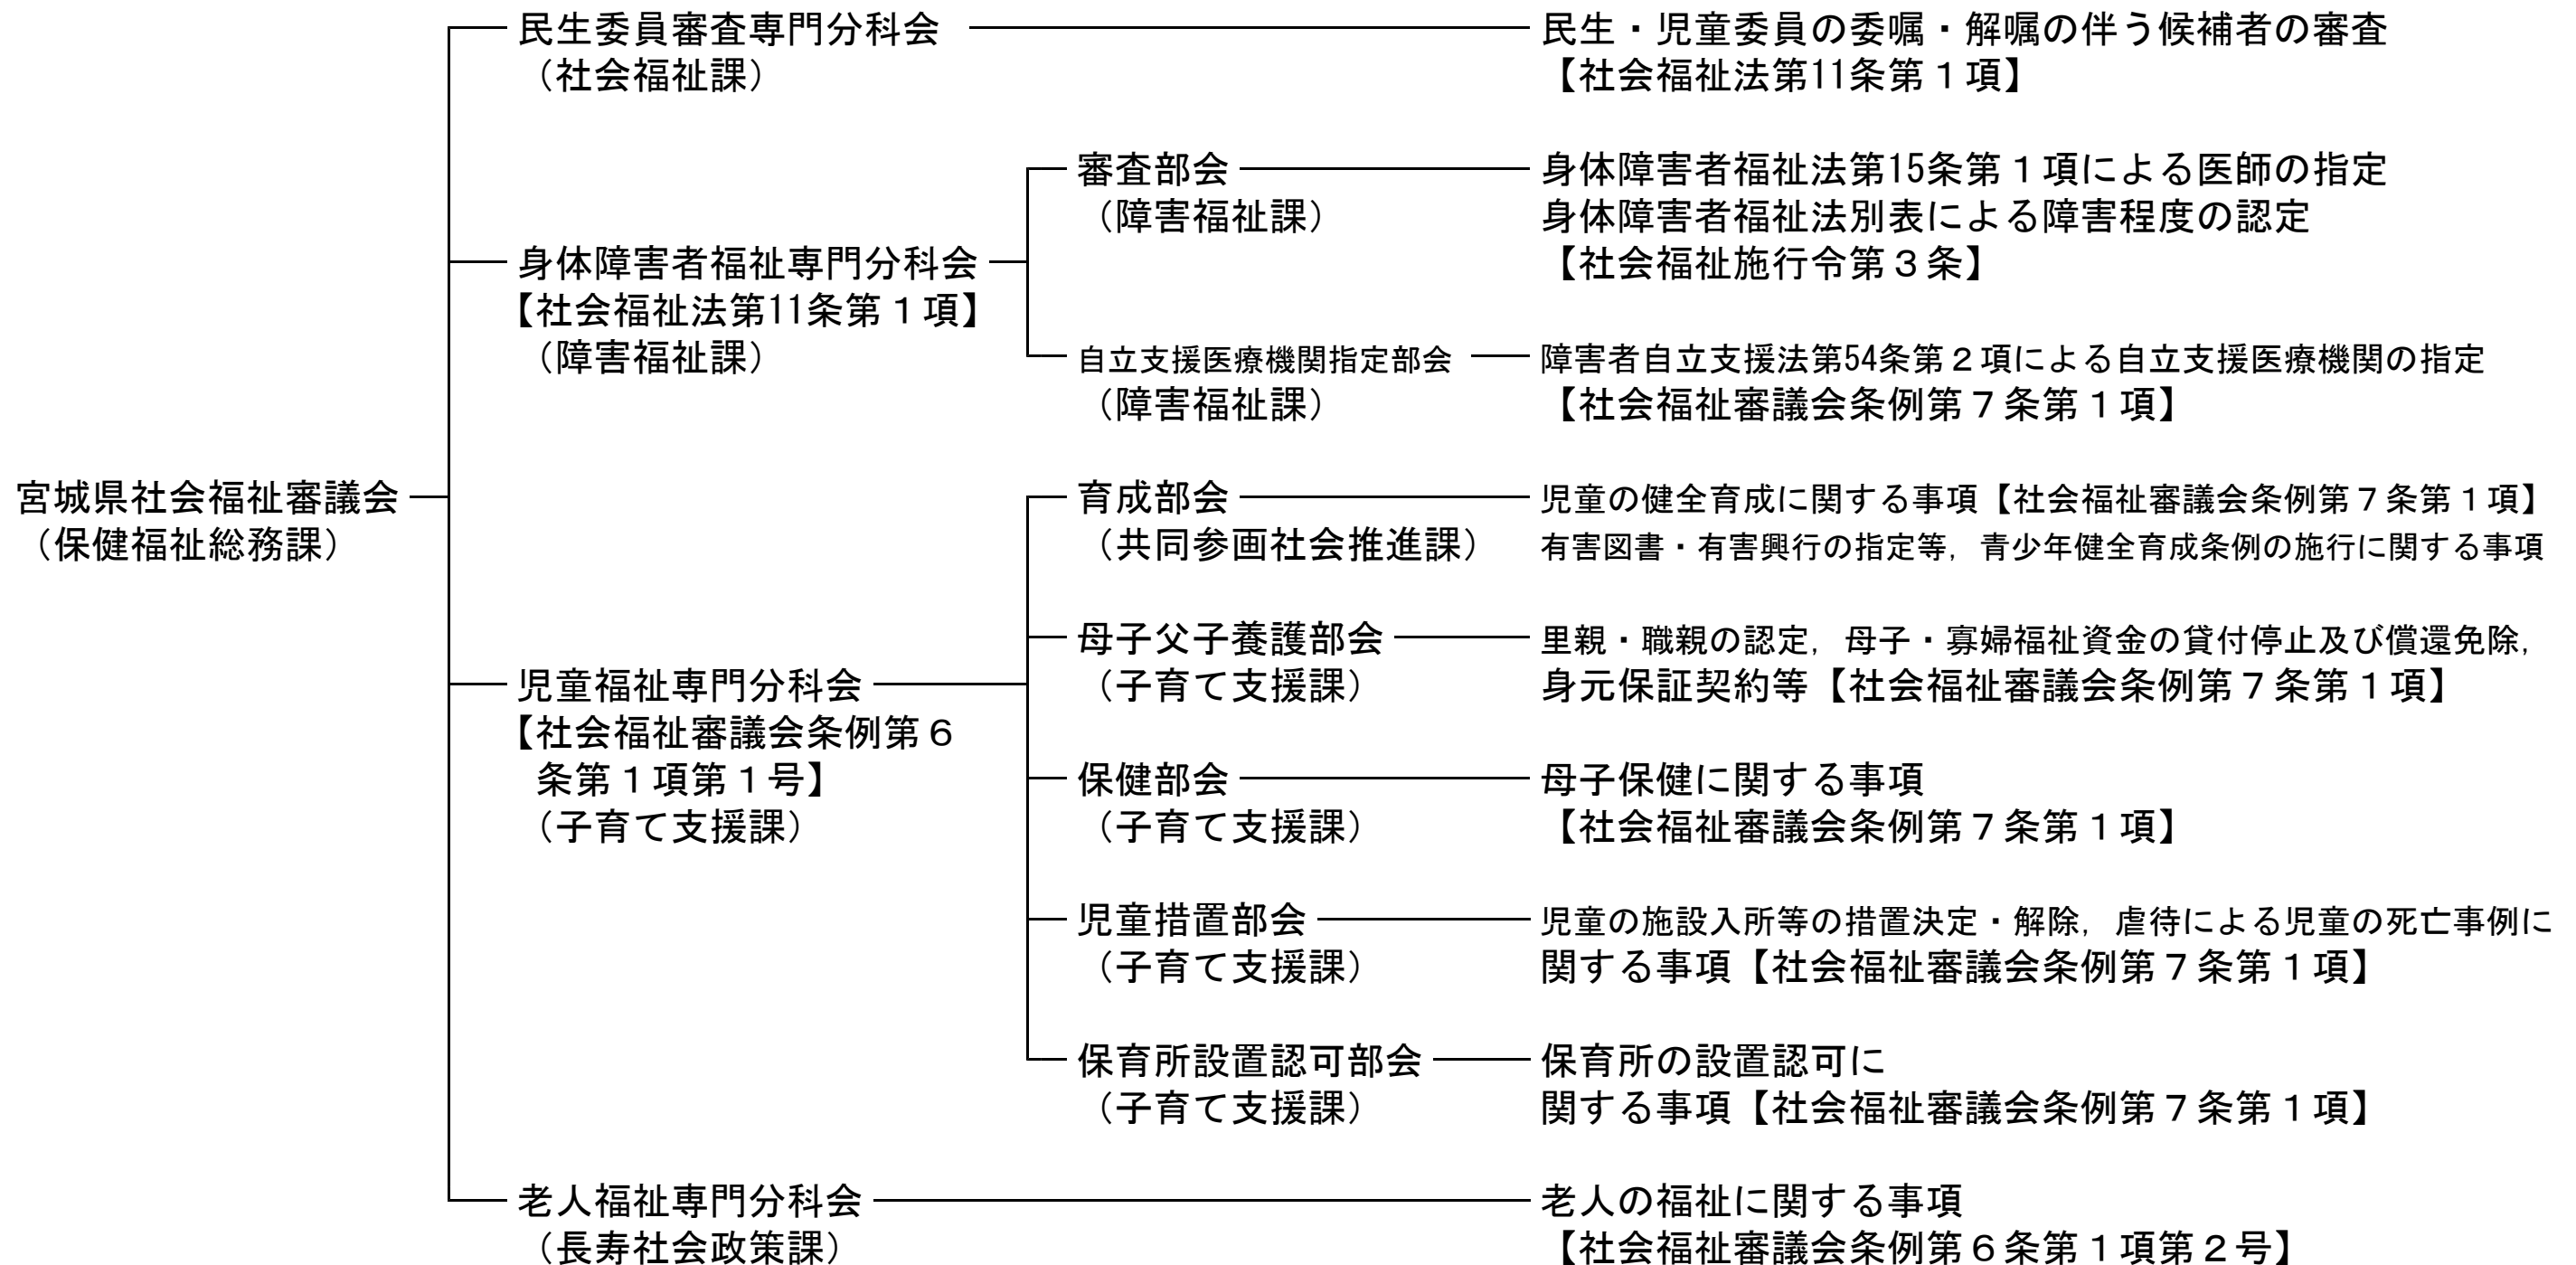 民生委員審査専門分科会
（社会福祉課）
民生・児童委員の委嘱・解嘱の伴う候補者の審査
【社会福祉法第11条第１項】
審査部会
（障害福祉課）
身体障害者福祉法第15条第１項による医師の指定
身体障害者福祉法別表による障害程度の認定
【社会福祉施行令第３条】
身体障害者福祉専門分科会
【社会福祉法第11条第１項】
（障害福祉課）
自立支援医療機関指定部会
（障害福祉課）
障害者自立支援法第54条第２項による自立支援医療機関の指定
【社会福祉審議会条例第７条第１項】
宮城県社会福祉審議会
（保健福祉総務課）
育成部会
（共同参画社会推進課）
児童の健全育成に関する事項【社会福祉審議会条例第７条第１項】
有害図書・有害興行の指定等，青少年健全育成条例の施行に関する事項
母子父子養護部会
（子育て支援課）
里親・職親の認定，母子・寡婦福祉資金の貸付停止及び償還免除，
身元保証契約等【社会福祉審議会条例第７条第１項】
児童福祉専門分科会
【社会福祉審議会条例第６
条第１項第１号】
（子育て支援課）
保健部会
（子育て支援課）
母子保健に関する事項
【社会福祉審議会条例第７条第１項】
児童措置部会
（子育て支援課）
児童の施設入所等の措置決定・解除，虐待による児童の死亡事例に
関する事項【社会福祉審議会条例第７条第１項】
保育所設置認可部会
（子育て支援課）
保育所の設置認可に
関する事項【社会福祉審議会条例第７条第１項】
老人福祉専門分科会
（長寿社会政策課）
老人の福祉に関する事項
【社会福祉審議会条例第６条第１項第２号】